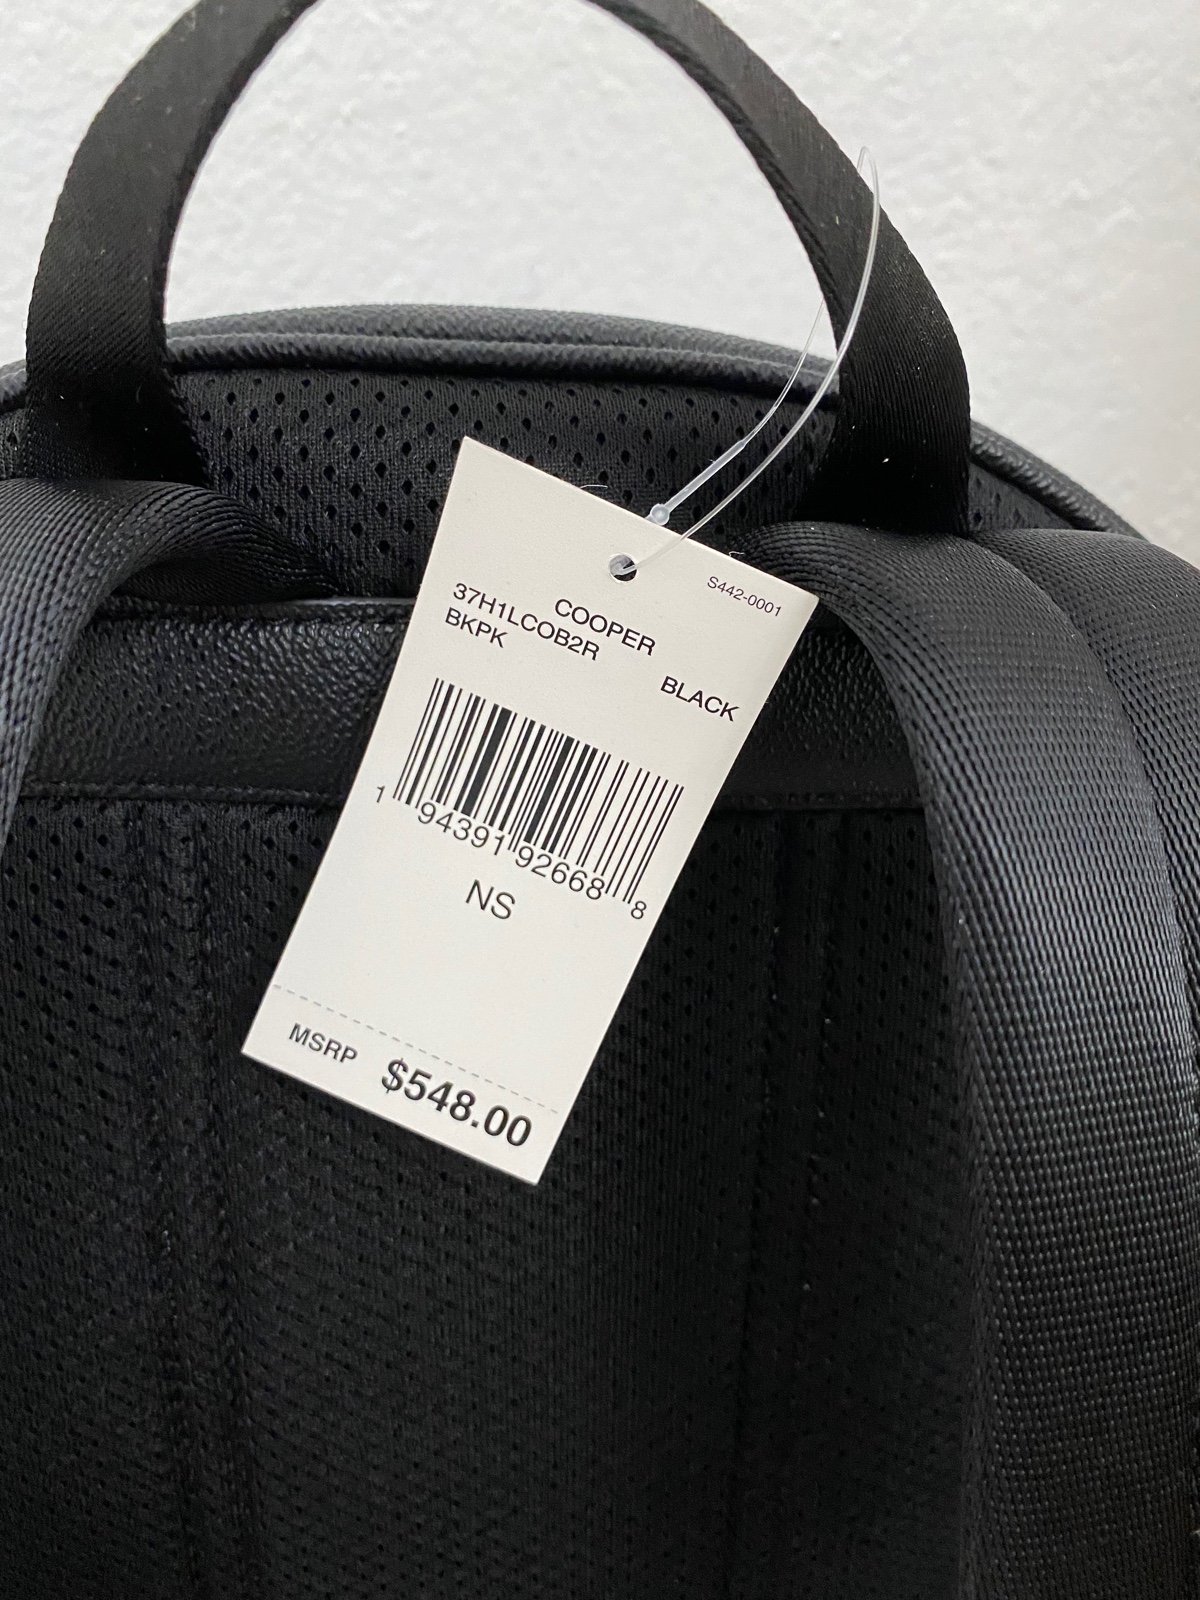 S442-0001
COOPER
37H1LCOB2R
BKPK
BLACK
1 94391 92668 8
NS
MSRP $548.00